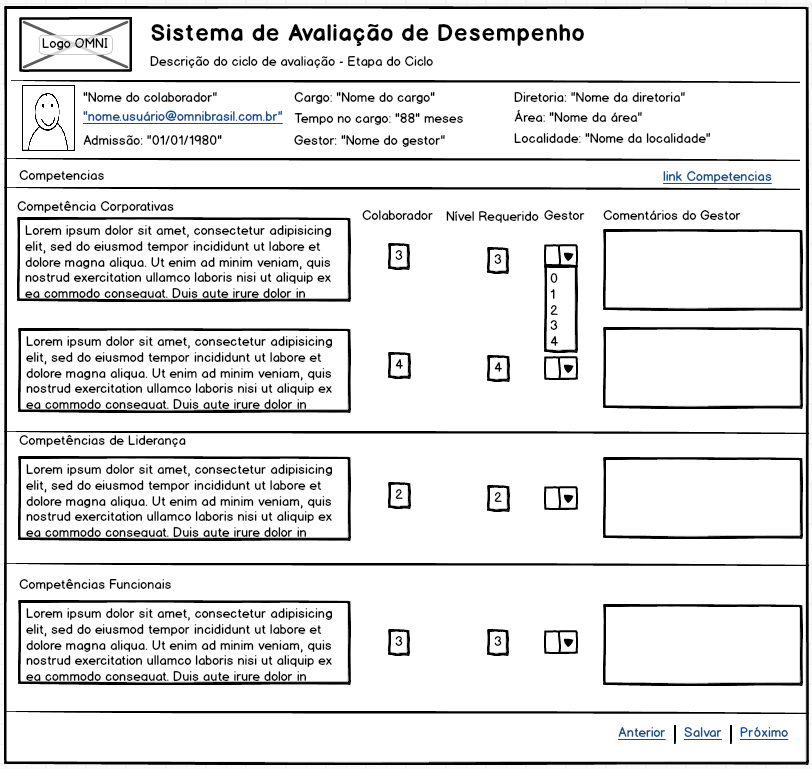 Logo OMNI
Sistema de Avaliação de Desempenho
Descrição do ciclo de avaliação - Etapa do Ciclo
"Nome do colaborador" Cargo: "Nome do cargo" Diretoria: "Nome da diretoria"
"nome.usuário@omnibrasil.com.br" Tempo no cargo: "88" meses Área: "Nome da área"
Admissão: "01/01/1980" Gestor: "Nome do gestor" Localidade: "Nome da localidade"
Competencias link Competencias
Competência Corporativas
Colaborador Nível Requerido Gestor Comentários do Gestor
Lorem ipsum dolor sit amet, consectetur adipisicing
elit, sed do eiusmod tempor incididunt ut labore et
dolore magna aliqua. Ut enim ad minim veniam, quis
nostrud exercitation ullamco laboris nisi ut aliquip ex
ea commodo consequat. Duis aute irure dolor in
3 3
0
1
2
3
4
Lorem ipsum dolor sit amet, consectetur adipisicing
elit, sed do eiusmod tempor incididunt ut labore et
dolore magna aliqua. Ut enim ad minim veniam, quis
nostrud exercitation ullamco laboris nisi ut aliquip ex
ea commodo consequat. Duis aute irure dolor in
4 4
Competências de Liderança
Lorem ipsum dolor sit amet, consectetur adipisicing
elit, sed do eiusmod tempor incididunt ut labore et
dolore magna aliqua. Ut enim ad minim veniam, quis
nostrud exercitation ullamco laboris nisi ut aliquip ex
ea commodo consequat. Duis aute irure dolor in
2 2
Competências Funcionais
Lorem ipsum dolor sit amet, consectetur adipisicing
elit, sed do eiusmod tempor incididunt ut labore et
dolore magna aliqua. Ut enim ad minim veniam, quis
nostrud exercitation ullamco laboris nisi ut aliquip ex
ea commodo consequat. Duis aute irure dolor in
3 3
Anterior | Salvar | Próximo